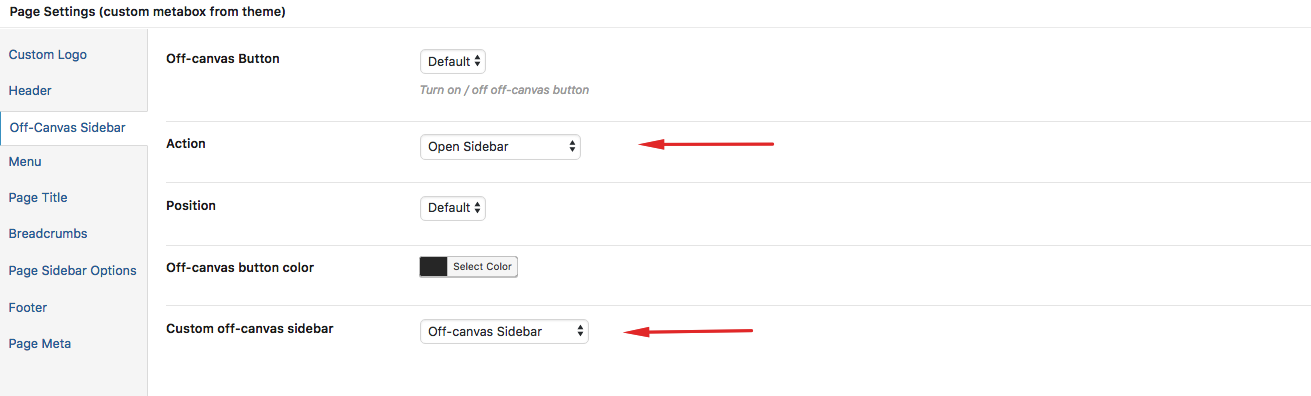 Page Settings (custom metabox from theme)
Custom Logo
Header
Off-Canvas Sidebar
Menu
Page Title
Breadcrumbs
Page Sidebar Options
Footer
Page Meta
Off-canvas Button
Default
Turn on / off off-canvas button
Action
Open Sidebar
Position
Default
Off-canvas button color
Select Color
Custom off-canvas sidebar
Off-canvas Sidebar